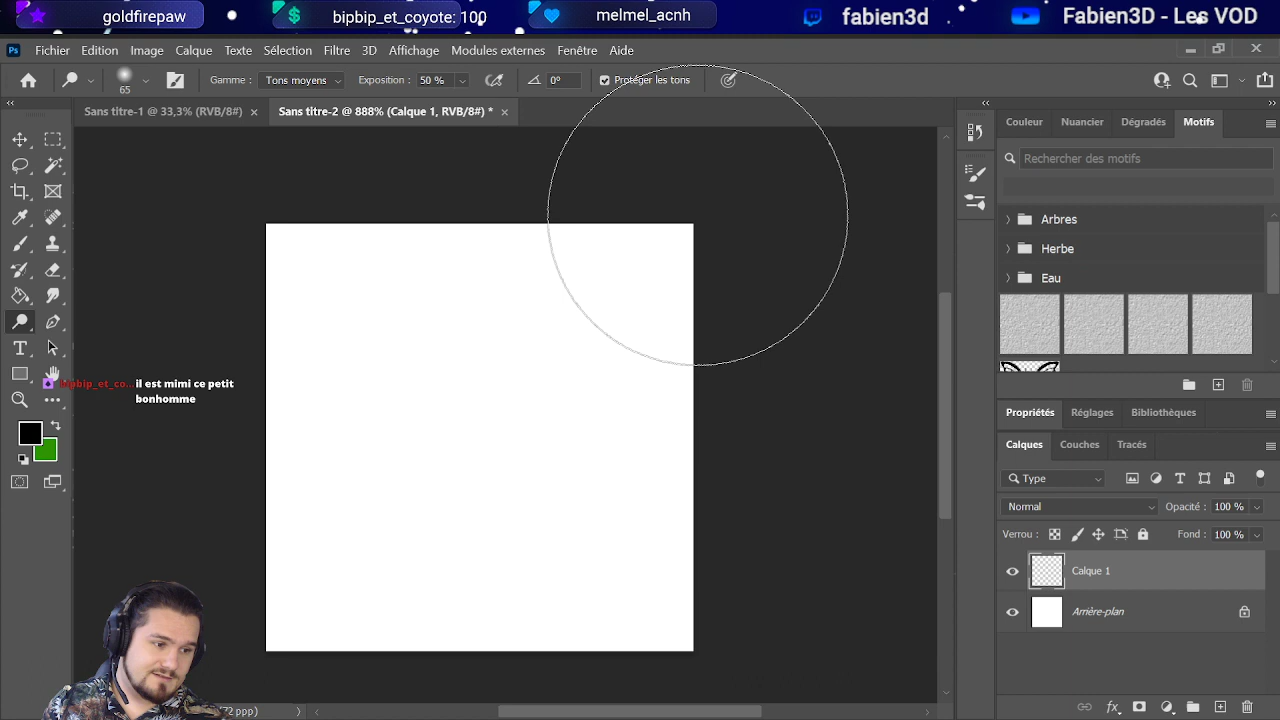 goldfirepaw
bipbip_et_coyote: 100
melmel_acnh
fabien3d
Fabien3D - Les VOD
Ps Fichier Edition Image Calque Texte Sélection Filtre 3D Affichage Modules externes Fenêtre Aide
65 Gamme : Tons moyens Exposition : 50 % 0° Protéger les tons
Sans titre-1 @ 33,3% (RVB/8#)
Sans titre-2 @ 888% (Calque 1, RVB/8#) *
Couleur Nuancier Dégradés Motifs
Rechercher des motifs
Arbres
Herbe
Eau
bipbip_et_co... il est mimi ce petit
bonhomme
Propriétés Réglages Bibliothèques
Calques Couches Tracés
Type
Normal Opacité : 100 %
Verrou : Fond : 100 %
Calque 1
Arrière-plan
2 ppp)